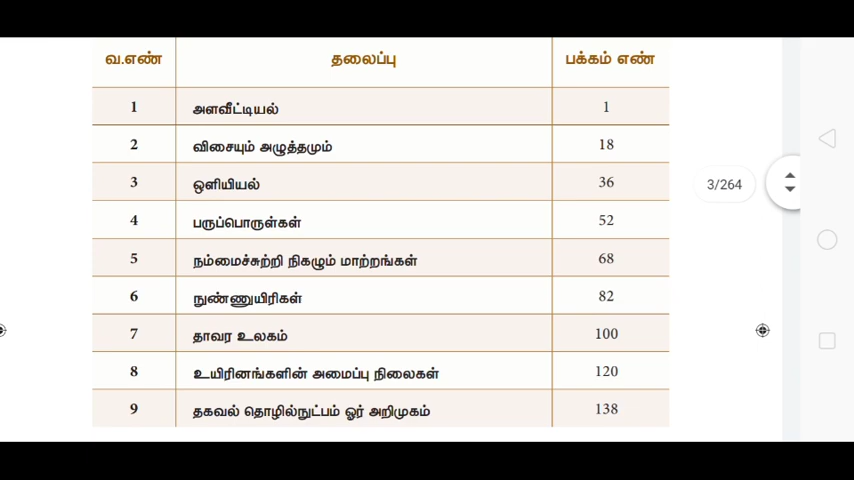 வ.எண் தலைப்பு பக்கம் எண்
1 அளவீட்டியல் 1
2 விசையும் அழுத்தமும் 18
3 ஒளியியல் 36
3/264
4 பருப்பொருள்கள் 52
5 நம்மைச்சுற்றி நிகழும் மாற்றங்கள் 68
6 நுண்ணுயிரிகள் 82
7 தாவர உலகம் 100
8 உயிரினங்களின் அமைப்பு நிலைகள் 120
9 தகவல் தொழில்நுட்பம் ஓர் அறிமுகம் 138